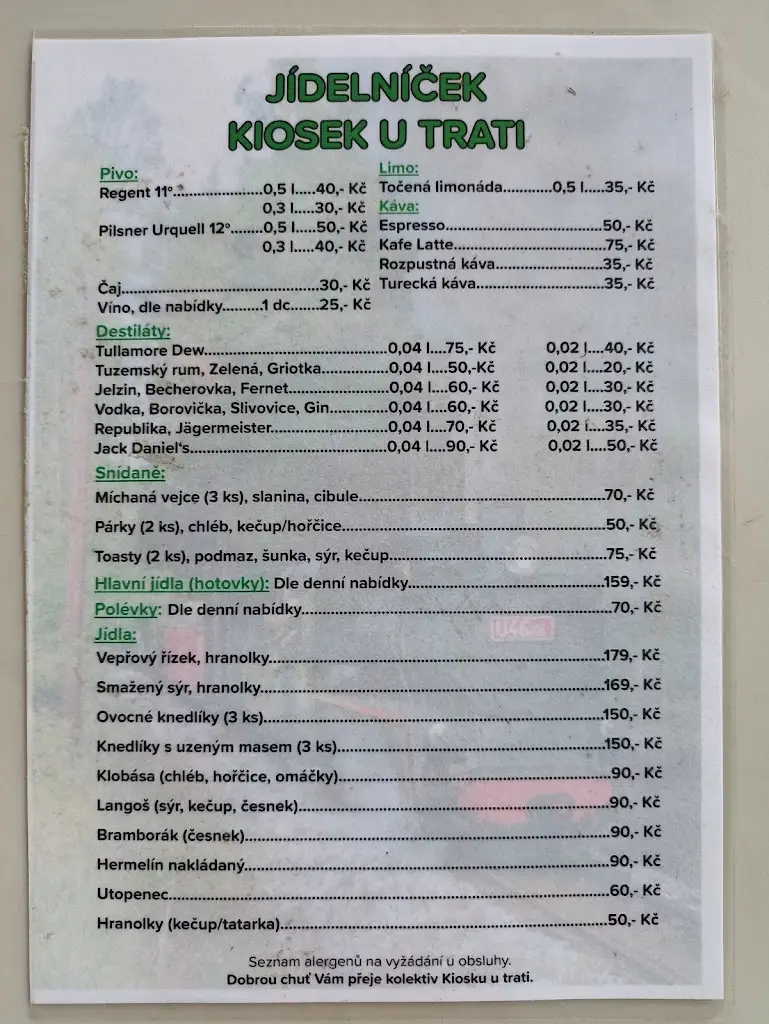 JÍDELNÍČEK
KIOSEK U TRATI
Pivo:
Regent 11°.....................0,5 l.....40,- Kč
0,3 l.....30,- Kč
Pilsner Urquell 12°........0,5 l.....50,- Kč
0,3 l.....40,- Kč
Čaj..................................................30,- Kč
Víno, dle nabídky..........1 dc.......25,- Kč
Limo:
Točená limonáda............0,5 l.....35,- Kč
Káva:
Espresso.......................................50,- Kč
Kafe Latte.....................................75,- Kč
Rozpustná káva...........................35,- Kč
Turecká káva................................35,- Kč
Destiláty:
Tullamore Dew..............................................0,04 l....75,- Kč 0,02 l....40,- Kč
Tuzemský rum, Zelená, Griotka................0,04 l....50,-Kč 0,02 l....20,- Kč
Jelzin, Becherovka, Fernet.........................0,04 l....60,- Kč 0,02 l....30,- Kč
Vodka, Borovička, Slivovice, Gin...............0,04 l....60,- Kč 0,02 l....30,- Kč
Republika, Jägermeister.............................0,04 l....70,- Kč 0,02 l....35,- Kč
Jack Daniel's.................................................0,04 l....90,- Kč 0,02 l....50,- Kč
Snídaně:
Míchaná vejce (3 ks), slanina, cibule.............................................................70,- Kč
Párky (2 ks), chléb, kečup/hořčice.................................................................50,- Kč
Toasty (2 ks), podmaz, šunka, sýr, kečup......................................................75,- Kč
Hlavní jídla (hotovky): Dle denní nabídky.................................................159,- Kč
Polévky: Dle denní nabídky............................................................................70,- Kč
Jídla:
Vepřový řízek, hranolky....................................................................................179,- Kč
Smažený sýr, hranolky......................................................................................169,- Kč
Ovocné knedlíky (3 ks).....................................................................................150,- Kč
Knedlíky s uzeným masem (3 ks)...................................................................150,- Kč
Klobása (chléb, hořčice, omáčky)....................................................................90,- Kč
Langoš (sýr, kečup, česnek)..............................................................................90,- Kč
Bramborák (česnek)...........................................................................................90,- Kč
Hermelín nakládaný...........................................................................................90,- Kč
Utopenec..............................................................................................................60,- Kč
Hranolky (kečup/tatarka)...................................................................................50,- Kč
Seznam alergenů na vyžádání u obsluhy.
Dobrou chuť Vám přeje kolektiv Kiosku u trati.